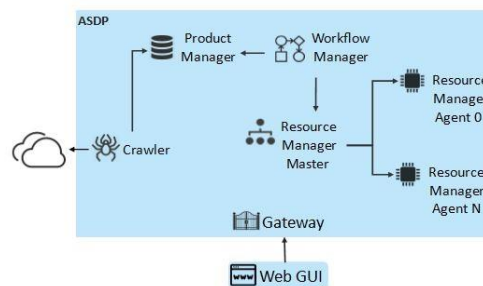 ASDP
Product
Manager
Workflow
Manager
Resource
Manager
Agent 0
Crawler
Resource
Manager
Master
Resource
Manager
Agent N
Gateway
www
Web GUI